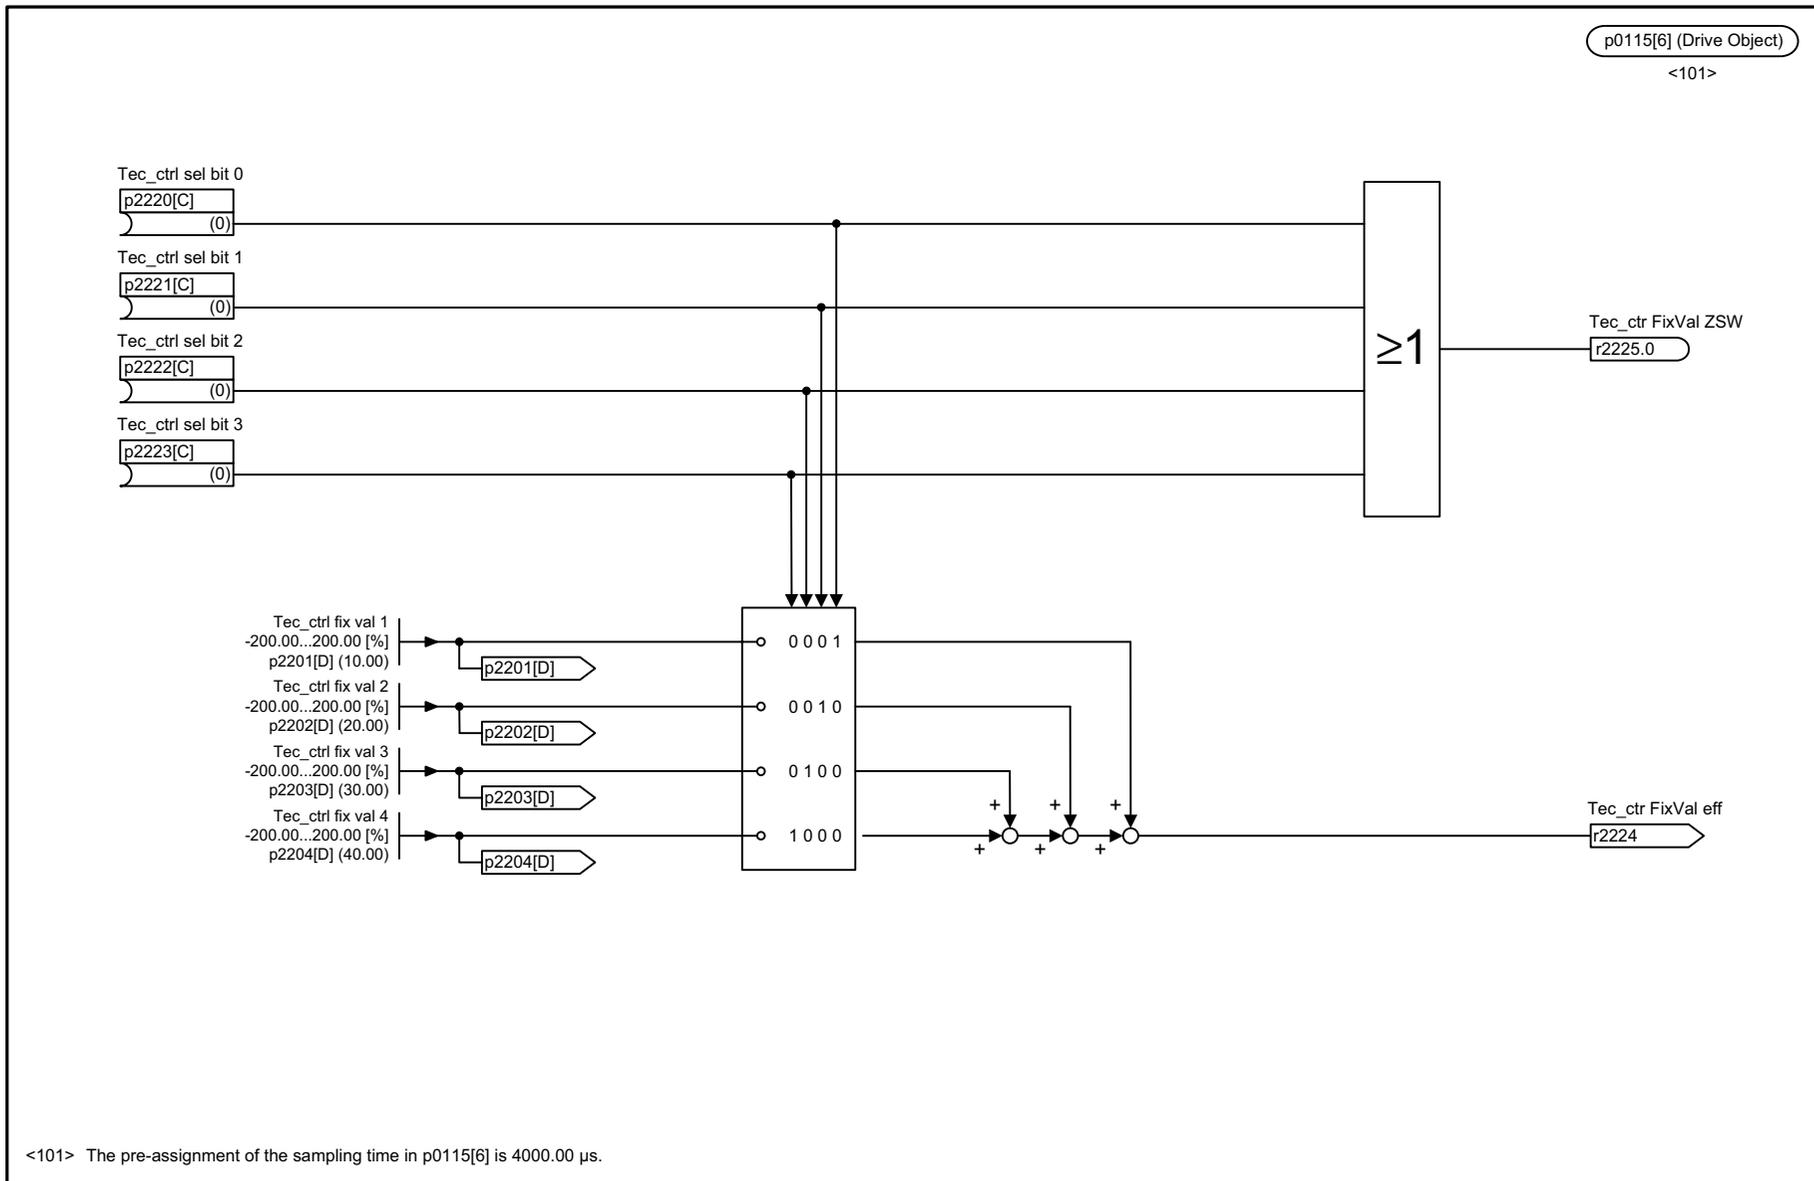 p0115[6] (Drive Object)
<101>
Tec_ctrl sel bit 0
p2220[C]
(0)
Tec_ctrl sel bit 1
p2221[C]
(0)
Tec_ctrl sel bit 2
p2222[C]
(0)
Tec_ctrl sel bit 3
p2223[C]
(0)
≥1
Tec_ctr FixVal ZSW
r2225.0
Tec_ctrl fix val 1
-200.00...200.00 [%]
p2201[D] (10.00)
p2201[D]
0 0 0 1
Tec_ctrl fix val 2
-200.00...200.00 [%]
p2202[D] (20.00)
p2202[D]
0 0 1 0
Tec_ctrl fix val 3
-200.00...200.00 [%]
p2203[D] (30.00)
p2203[D]
0 1 0 0
Tec_ctrl fix val 4
-200.00...200.00 [%]
p2204[D] (40.00)
p2204[D]
1 0 0 0
+ + +
+ + +
Tec_ctr FixVal eff
r2224
<101> The pre-assignment of the sampling time in p0115[6] is 4000.00 µs.